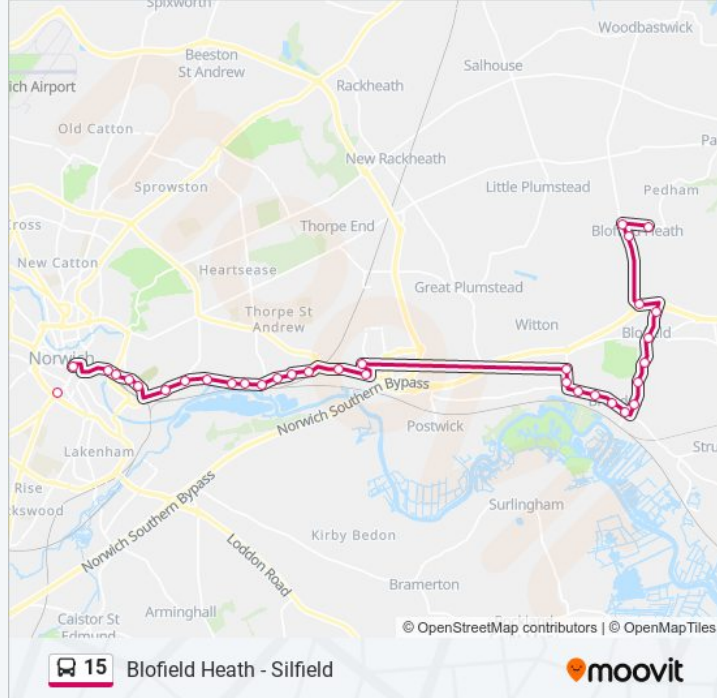 Spixworth
Woodbastwick
Beeston
St Andrew
Salhouse
Rackheath
ich Airport
Old Catton
Pa
New Rackheath
Sprowston
Little Plumstead
Pedham
Cross
Thorpe End
Blofield Heath
New Catton
Heartsease
Great Plumstead
Thorpe St
Andrew
Witton
Blofield
Norwich
Norwich Southern Bypass
Postwick
Lakenham
Stru
Rise
ckswood
Surlingham
Norwich Southern Bypass
Kirby Bedon
Loddon Road
Bramerton
Arminghall
Caistor St
Edmund
© OpenStreetMap contributors | © OpenMapTiles
15 Blofield Heath - Silfield
moovit